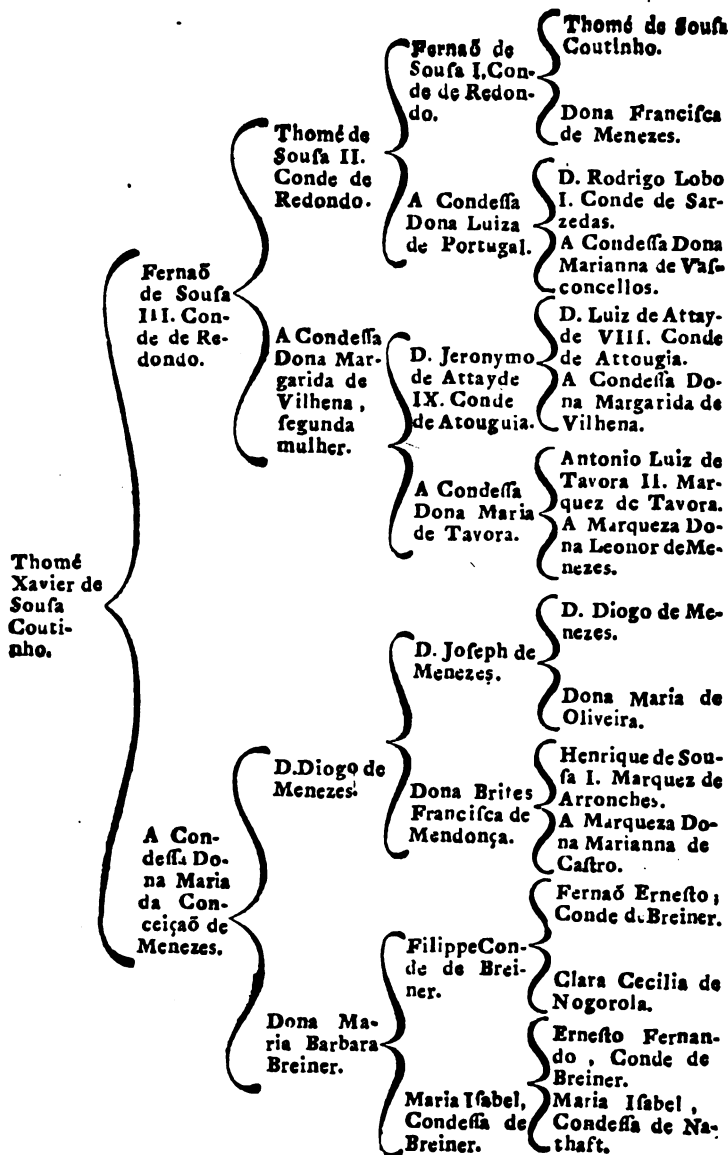 Thomé
Xavier de
Souſa
Couti-
nho.
Fernaõ
de Souſa
III. Con-
de de Re-
dondo.
A Con-
deſſa Do-
na Maria
da Con-
ceiçaõ de
Menezes.
Thomé de
Souſa II.
Conde de
Redondo.
A Condeſſa
Dona Mar-
garida de
Vilhena,
ſegunda
mulher.
D. Diogo de
Menezes.
Dona Ma-
ria Barbara
Breiner.
Fernaõ de
Souſa I. Con-
de de Redon-
do.
A Condeſſa
Dona Luiza
de Portugal.
D. Jeronymo
de Attayde
IX. Conde
de Atouguia.
A Condeſſa
Dona Maria
de Tavora.
D. Joſeph de
Menezes.
Dona Brites
Franciſca de
Mendonça.
Filippe Con-
de de Brei-
ner.
Maria Iſabel,
Condeſſa de
Breiner.
Thomé de Souſa
Coutinho.
Dona Franciſca
de Menezes.
D. Rodrigo Lobo
I. Conde de Sar-
zedas.
A Condeſſa Dona
Marianna de Vaſ-
concellos.
D. Luiz de Attay-
de VIII. Conde
de Attougia.
A Condeſſa Do-
na Margarida de
Vilhena.
Antonio Luiz de
Tavora II. Mar-
quez de Tavora.
A Marqueza Do-
na Leonor de Me-
nezes.
D. Diogo de Me-
nezes.
Dona Maria de
Oliveira.
Henrique de Sou-
ſa I. Marquez de
Arronches.
A Marqueza Do-
na Marianna de
Caſtro.
Fernaõ Erneſto,
Conde de Breiner.
Clara Cecilia de
Nogorola.
Erneſto Fernan-
do, Conde de
Breiner.
Maria Iſabel,
Condeſſa de Na-
thaft.